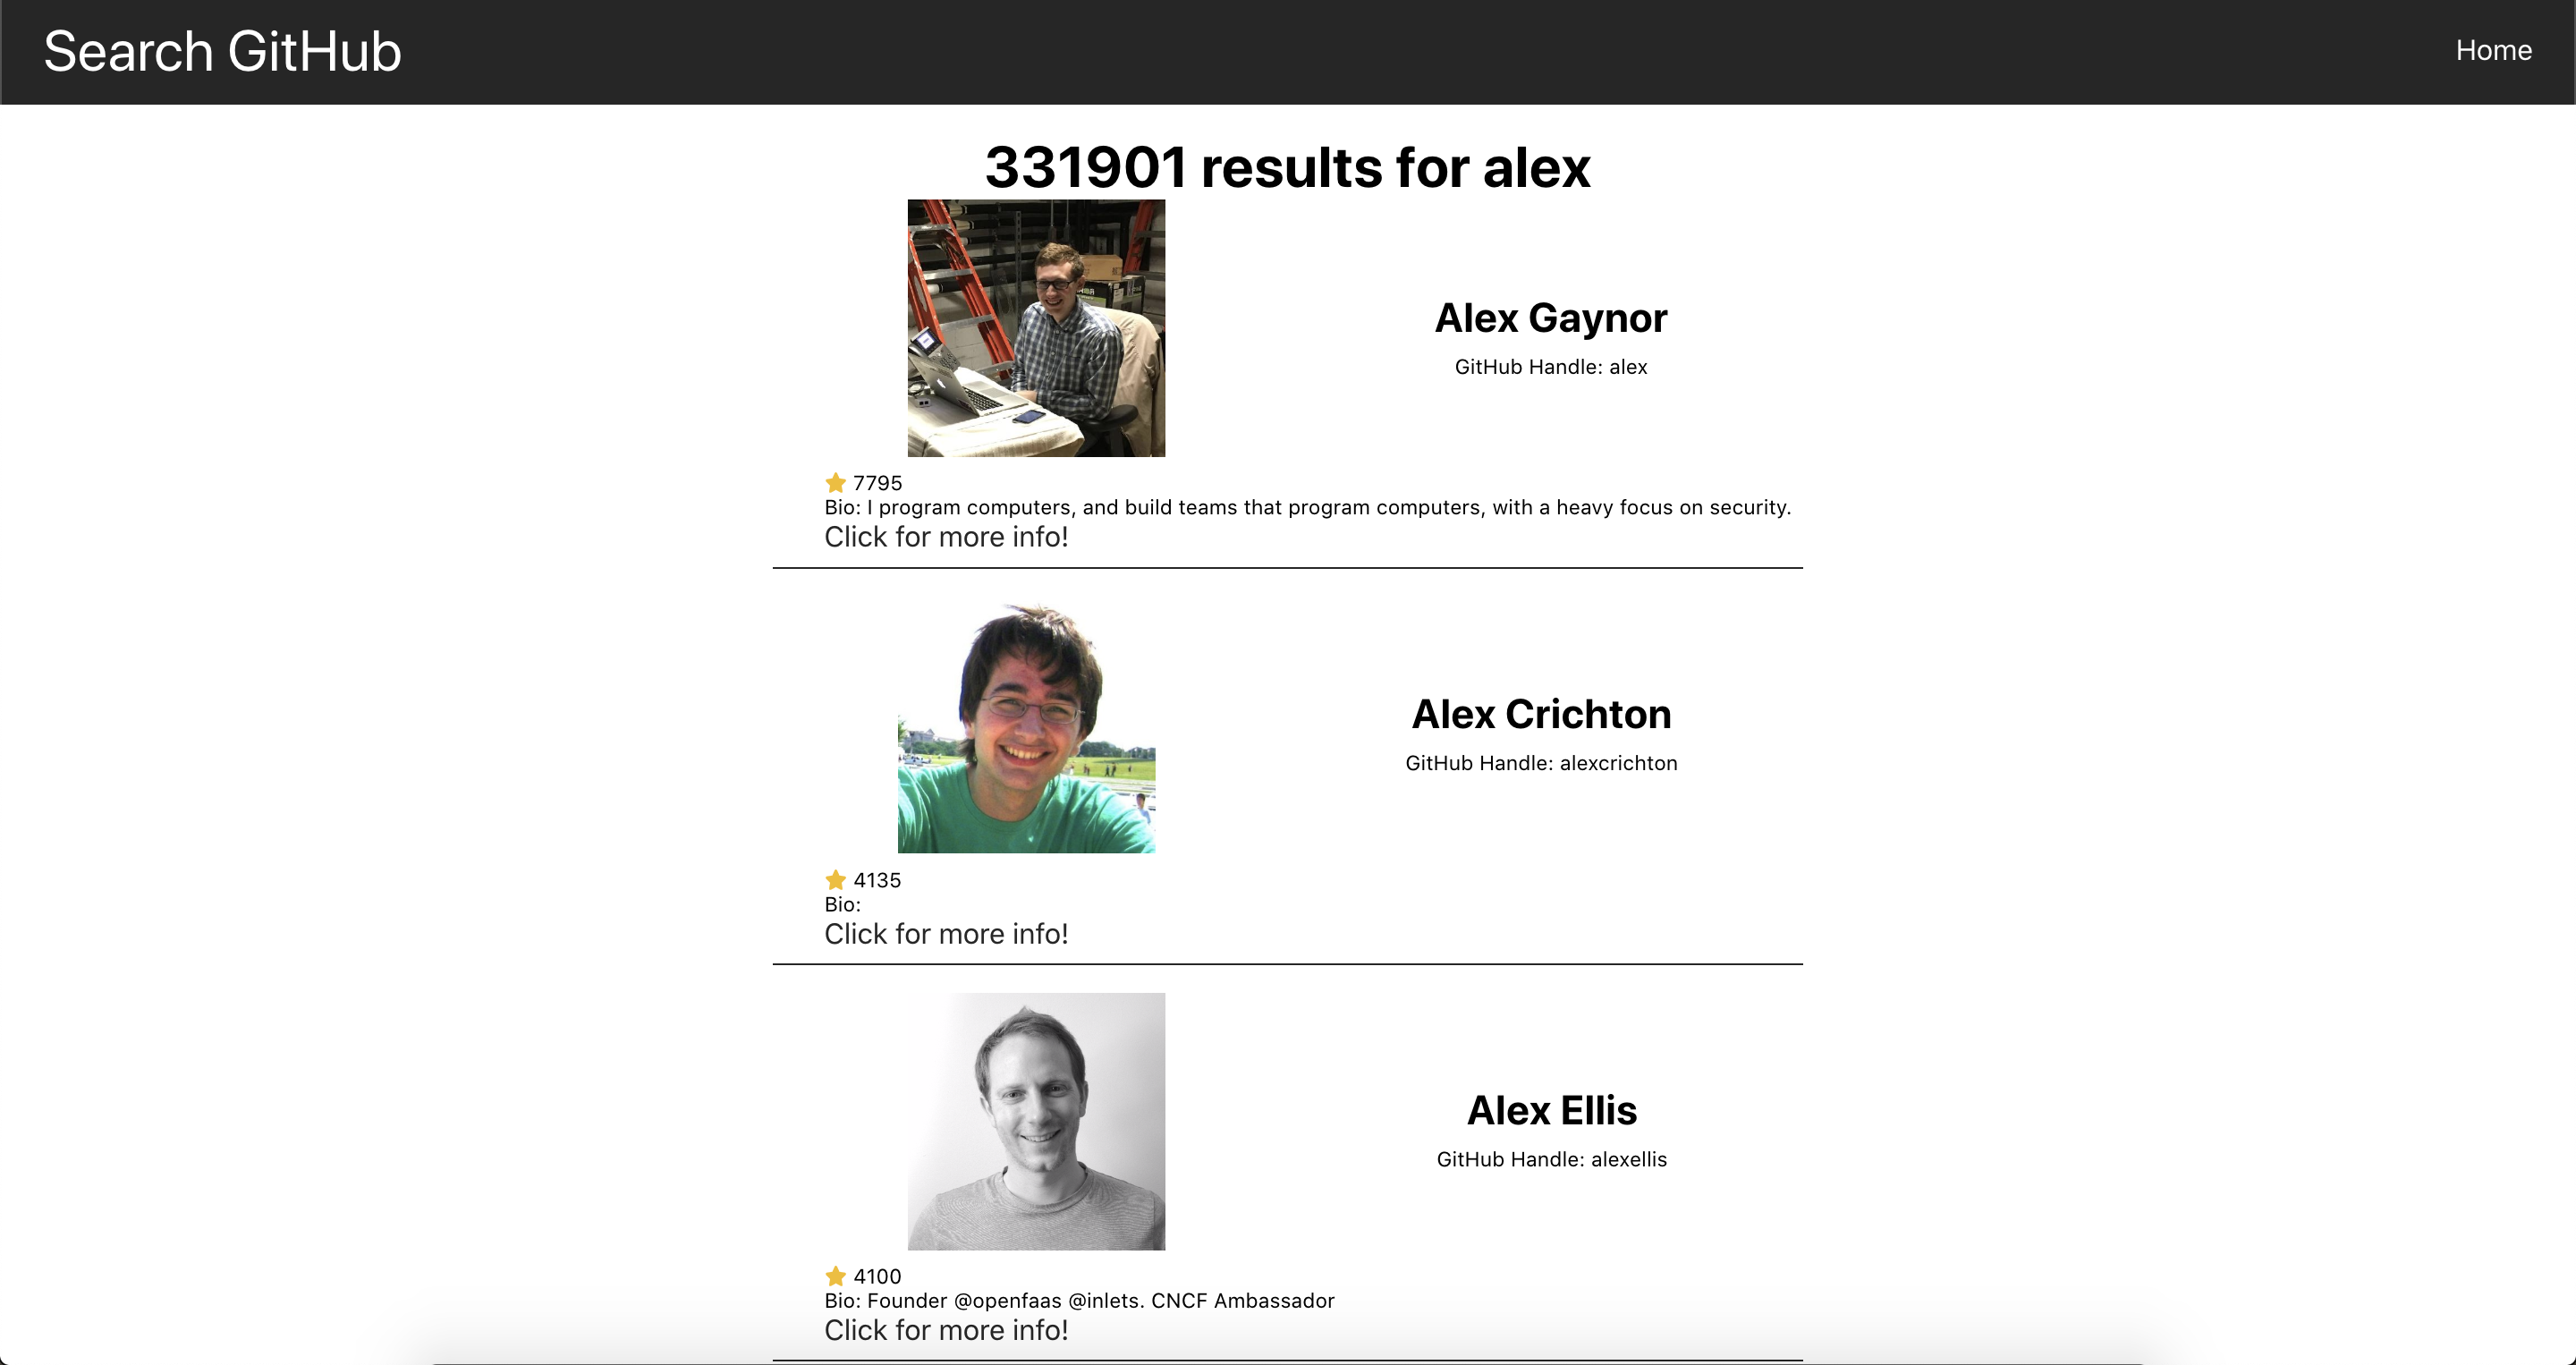 Search GitHub
Home
331901 results for alex
Alex Gaynor
GitHub Handle: alex
7795
Bio: I program computers, and build teams that program computers, with a heavy focus on security.
Click for more info!
Alex Crichton
GitHub Handle: alexcrichton
4135
Bio:
Click for more info!
Alex Ellis
GitHub Handle: alexellis
4100
Bio: Founder @openfaas @inlets. CNCF Ambassador
Click for more info!